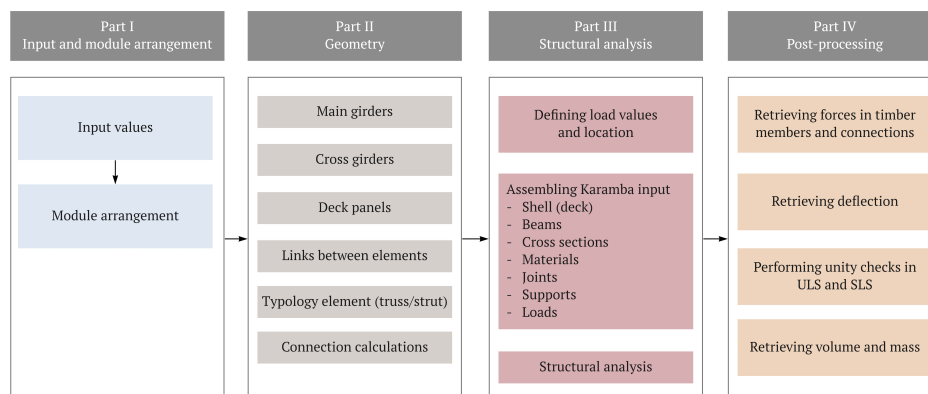 Part I
Input and module arrangement
Part II
Geometry
Part III
Structural analysis
Part IV
Post-processing
Input values
Module arrangement
Main girders
Cross girders
Deck panels
Links between elements
Typology element (truss/strut)
Connection calculations
Defining load values
and location
Assembling Karamba input
- Shell (deck)
- Beams
- Cross sections
- Materials
- Joints
- Supports
- Loads
Structural analysis
Retrieving forces in timber
members and connections
Retrieving deflection
Performing unity checks in
ULS and SLS
Retrieving volume and mass